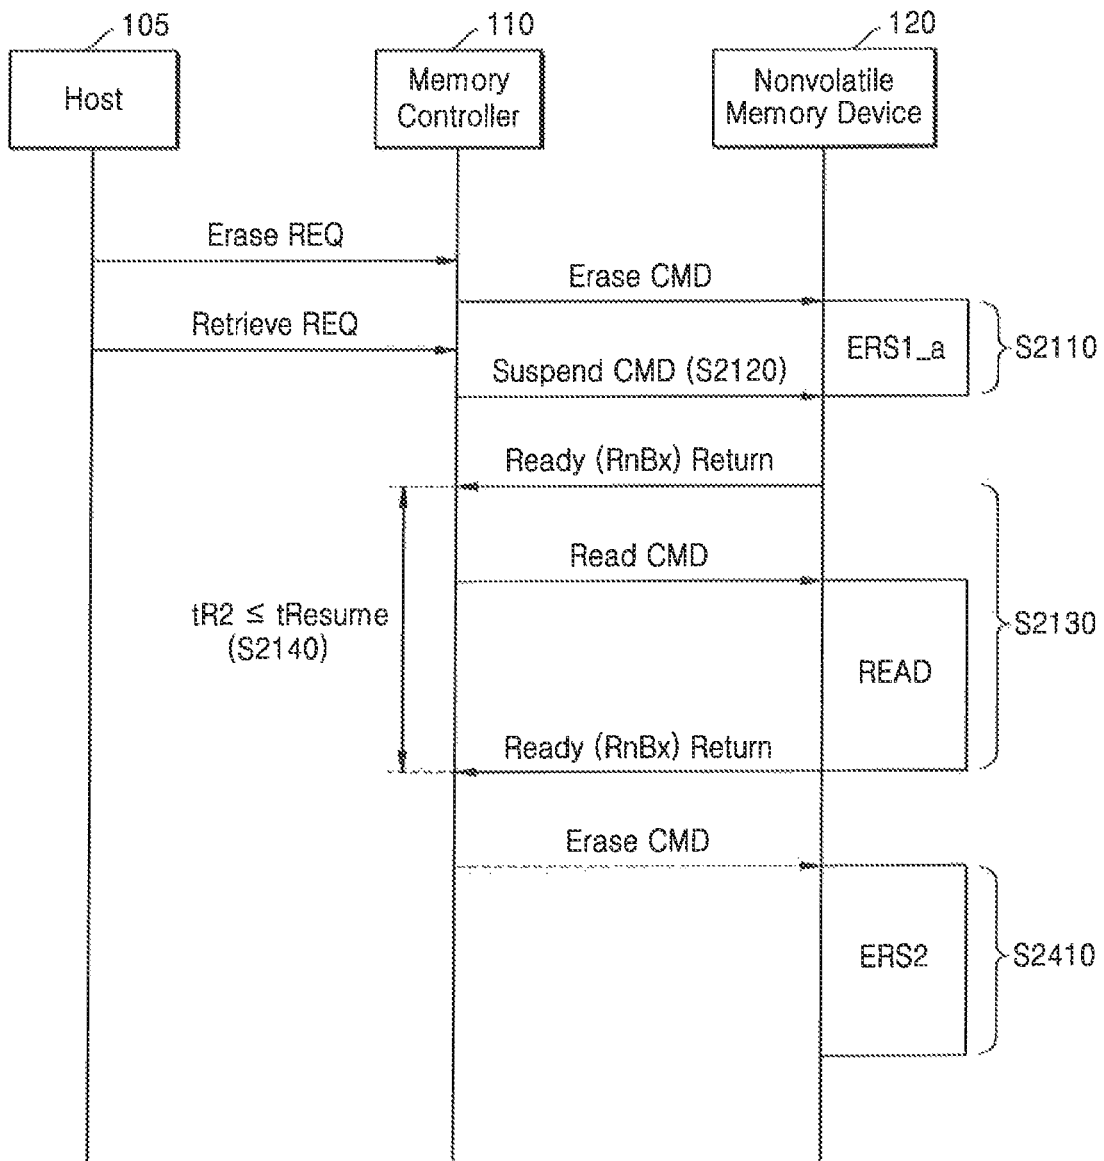 105
110
120
Host
Memory
Controller
Nonvolatile
Memory Device
Erase REQ
Erase CMD
Retrieve REQ
ERS1_a
S2110
Suspend CMD (S2120)
Ready (RnBx) Return
Read CMD
tR2 ≤ tResume
(S2140)
S2130
READ
Ready (RnBx) Return
Erase CMD
ERS2
S2410